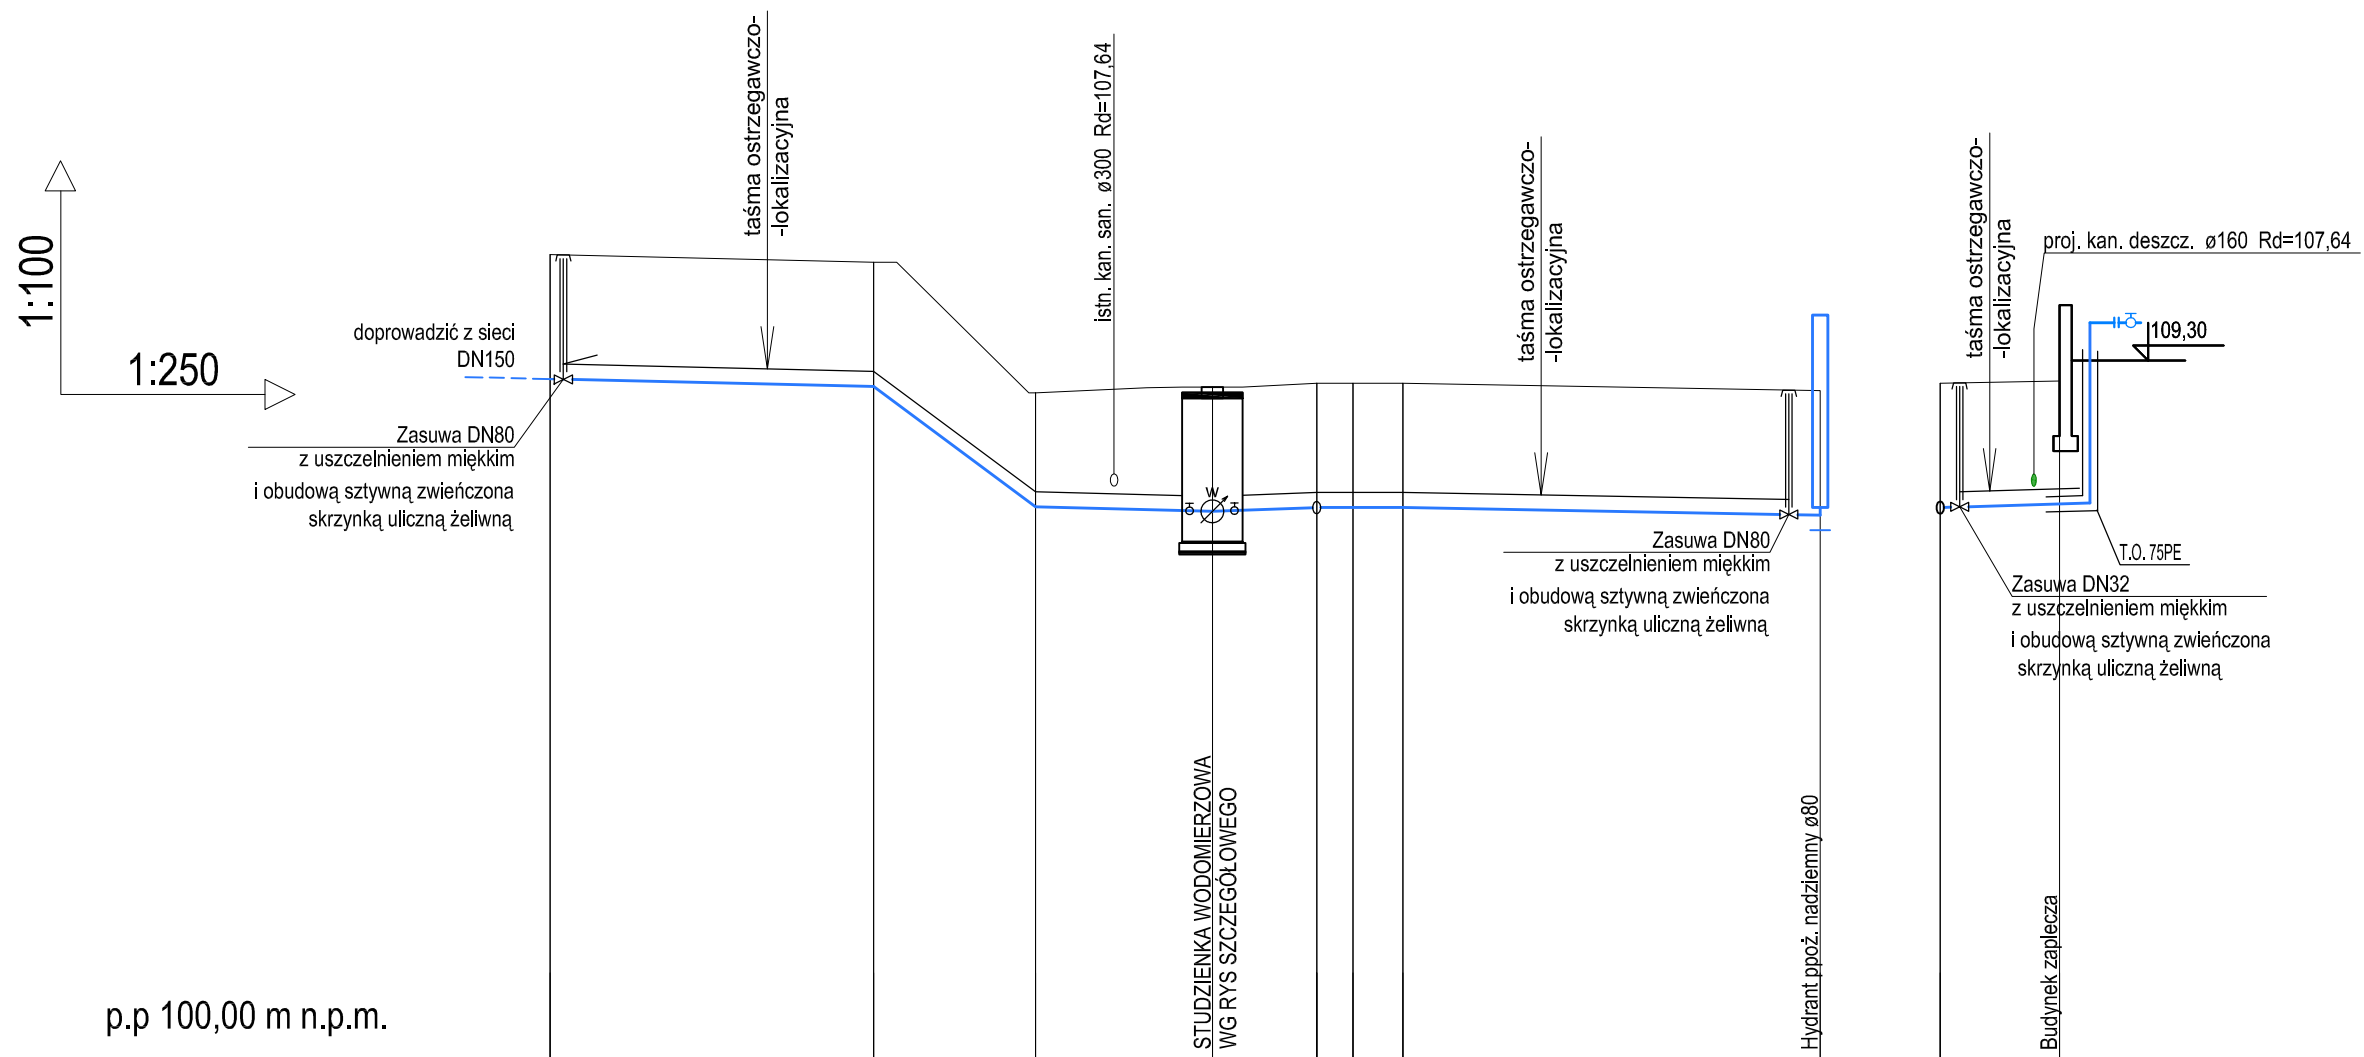 1:100
1:250
p.p 100,00 m n.p.m.
doprowadzić z sieci
DN150
Zasuwa DN80
z uszczelnieniem miękkim
i obudową sztywną zwieńczona
skrzynką uliczną żeliwną
taśma ostrzegawczo-
-lokalizacyjna
istn. kan. san. ø300 Rd=107,64
W
STUDZIENKA WODOMIERZOWA
WG RYS SZCZEGÓŁOWEGO
taśma ostrzegawczo-
-lokalizacyjna
Zasuwa DN80
z uszczelnieniem miękkim
i obudową sztywną zwieńczona
skrzynką uliczną żeliwną
Hydrant ppoż. nadziemny ø80
taśma ostrzegawczo-
-lokalizacyjna
proj. kan. deszcz. ø160 Rd=107,64
109,30
T.O. 75PE
Zasuwa DN32
z uszczelnieniem miękkim
i obudową sztywną zwieńczona
skrzynką uliczną żeliwną
Budynek zaplecza